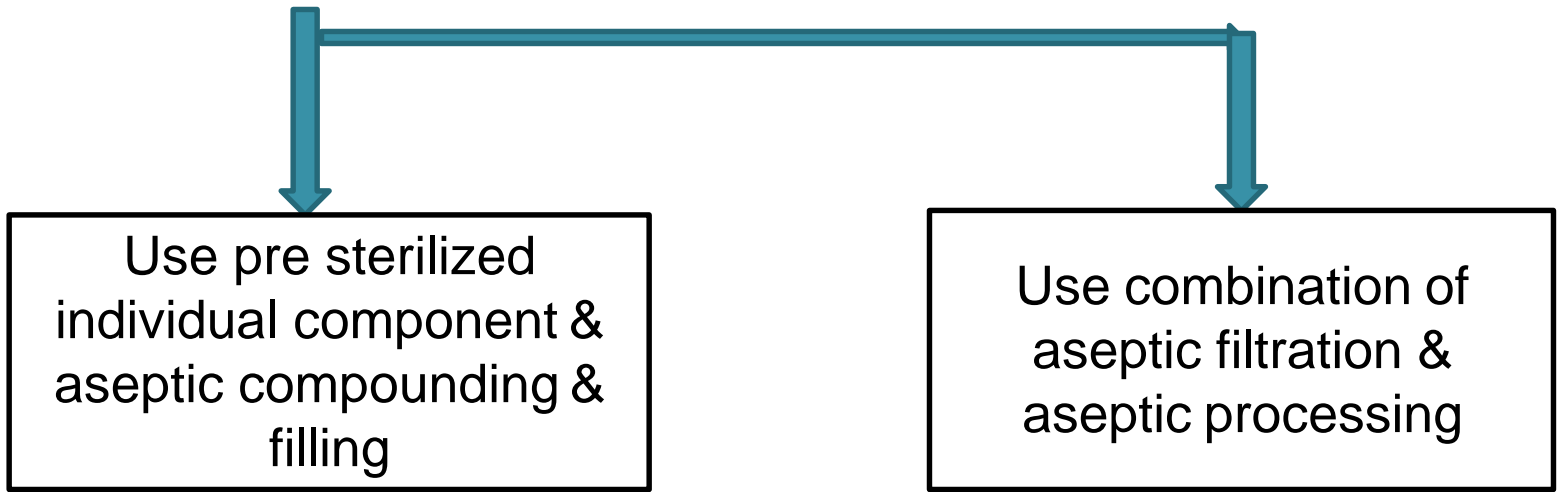 Use pre sterilized
individual component &
aseptic compounding &
filling
Use combination of
aseptic filtration &
aseptic processing